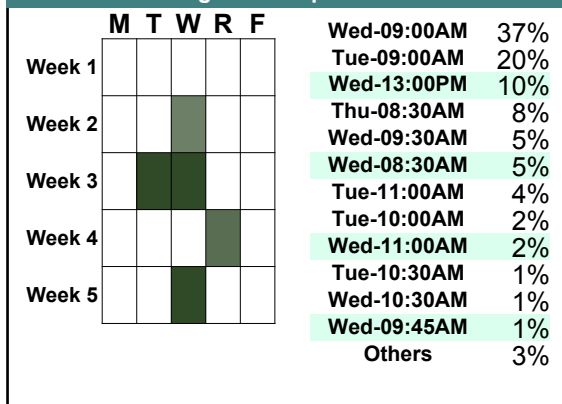 M T W R F
Week 1
Week 2
Week 3
Week 4
Week 5
Wed-09:00AM 37%
Tue-09:00AM 20%
Wed-13:00PM 10%
Thu-08:30AM 8%
Wed-09:30AM 5%
Wed-08:30AM 5%
Tue-11:00AM 4%
Tue-10:00AM 2%
Wed-11:00AM 2%
Tue-10:30AM 1%
Wed-10:30AM 1%
Wed-09:45AM 1%
Others 3%